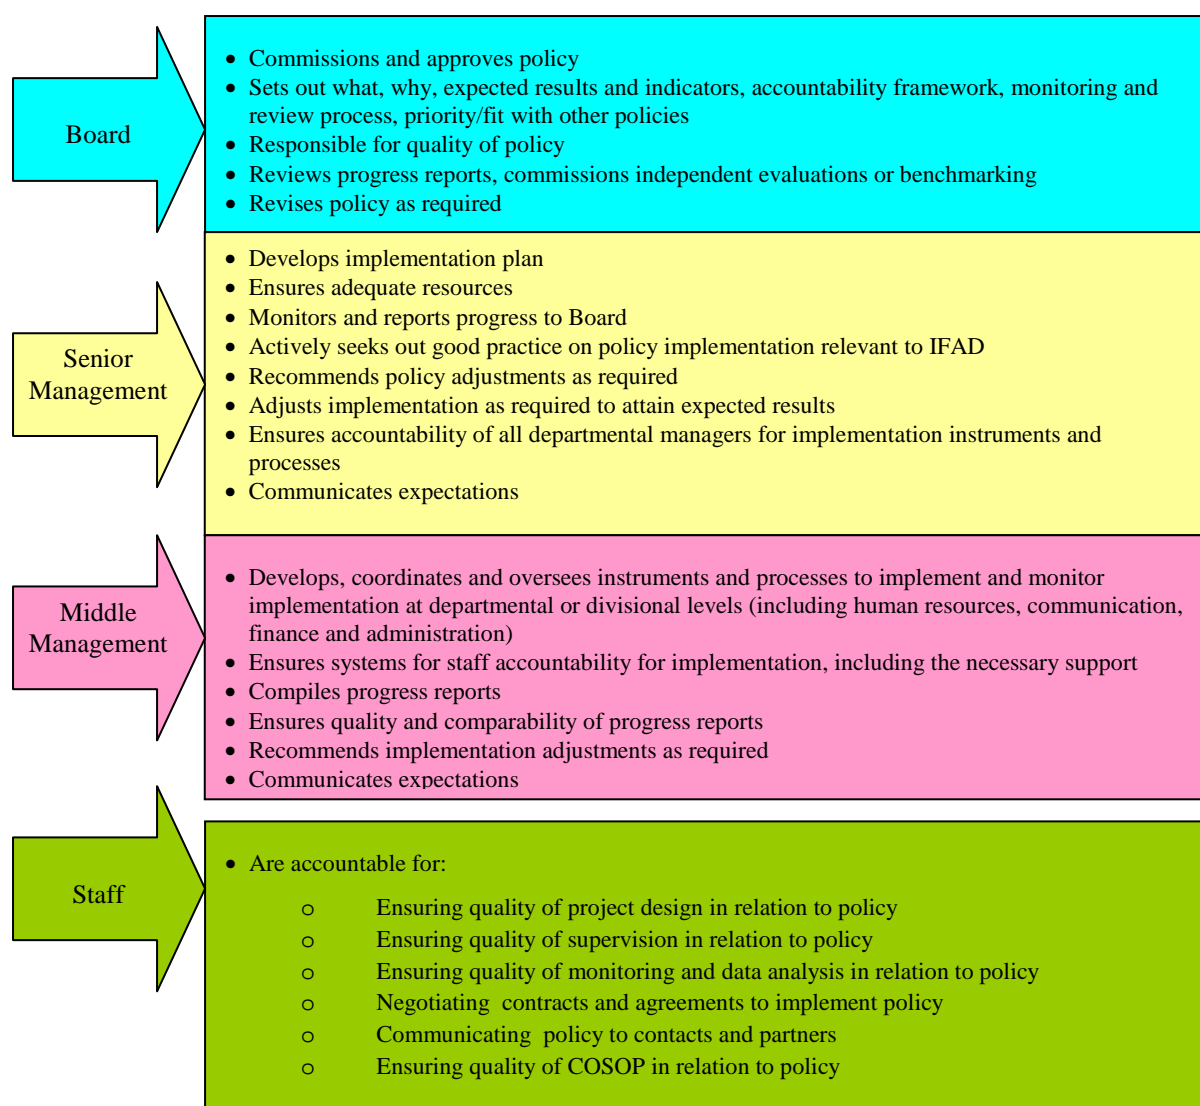 Board
• Commissions and approves policy
• Sets out what, why, expected results and indicators, accountability framework, monitoring and
review process, priority/fit with other policies
• Responsible for quality of policy
• Reviews progress reports, commissions independent evaluations or benchmarking
• Revises policy as required
Senior
Management
• Develops implementation plan
• Ensures adequate resources
• Monitors and reports progress to Board
• Actively seeks out good practice on policy implementation relevant to IFAD
• Recommends policy adjustments as required
• Adjusts implementation as required to attain expected results
• Ensures accountability of all departmental managers for implementation instruments and
processes
• Communicates expectations
Middle
Management
• Develops, coordinates and oversees instruments and processes to implement and monitor
implementation at departmental or divisional levels (including human resources, communication,
finance and administration)
• Ensures systems for staff accountability for implementation, including the necessary support
• Compiles progress reports
• Ensures quality and comparability of progress reports
• Recommends implementation adjustments as required
• Communicates expectations
Staff
• Are accountable for:
o Ensuring quality of project design in relation to policy
o Ensuring quality of supervision in relation to policy
o Ensuring quality of monitoring and data analysis in relation to policy
o Negotiating contracts and agreements to implement policy
o Communicating policy to contacts and partners
o Ensuring quality of COSOP in relation to policy